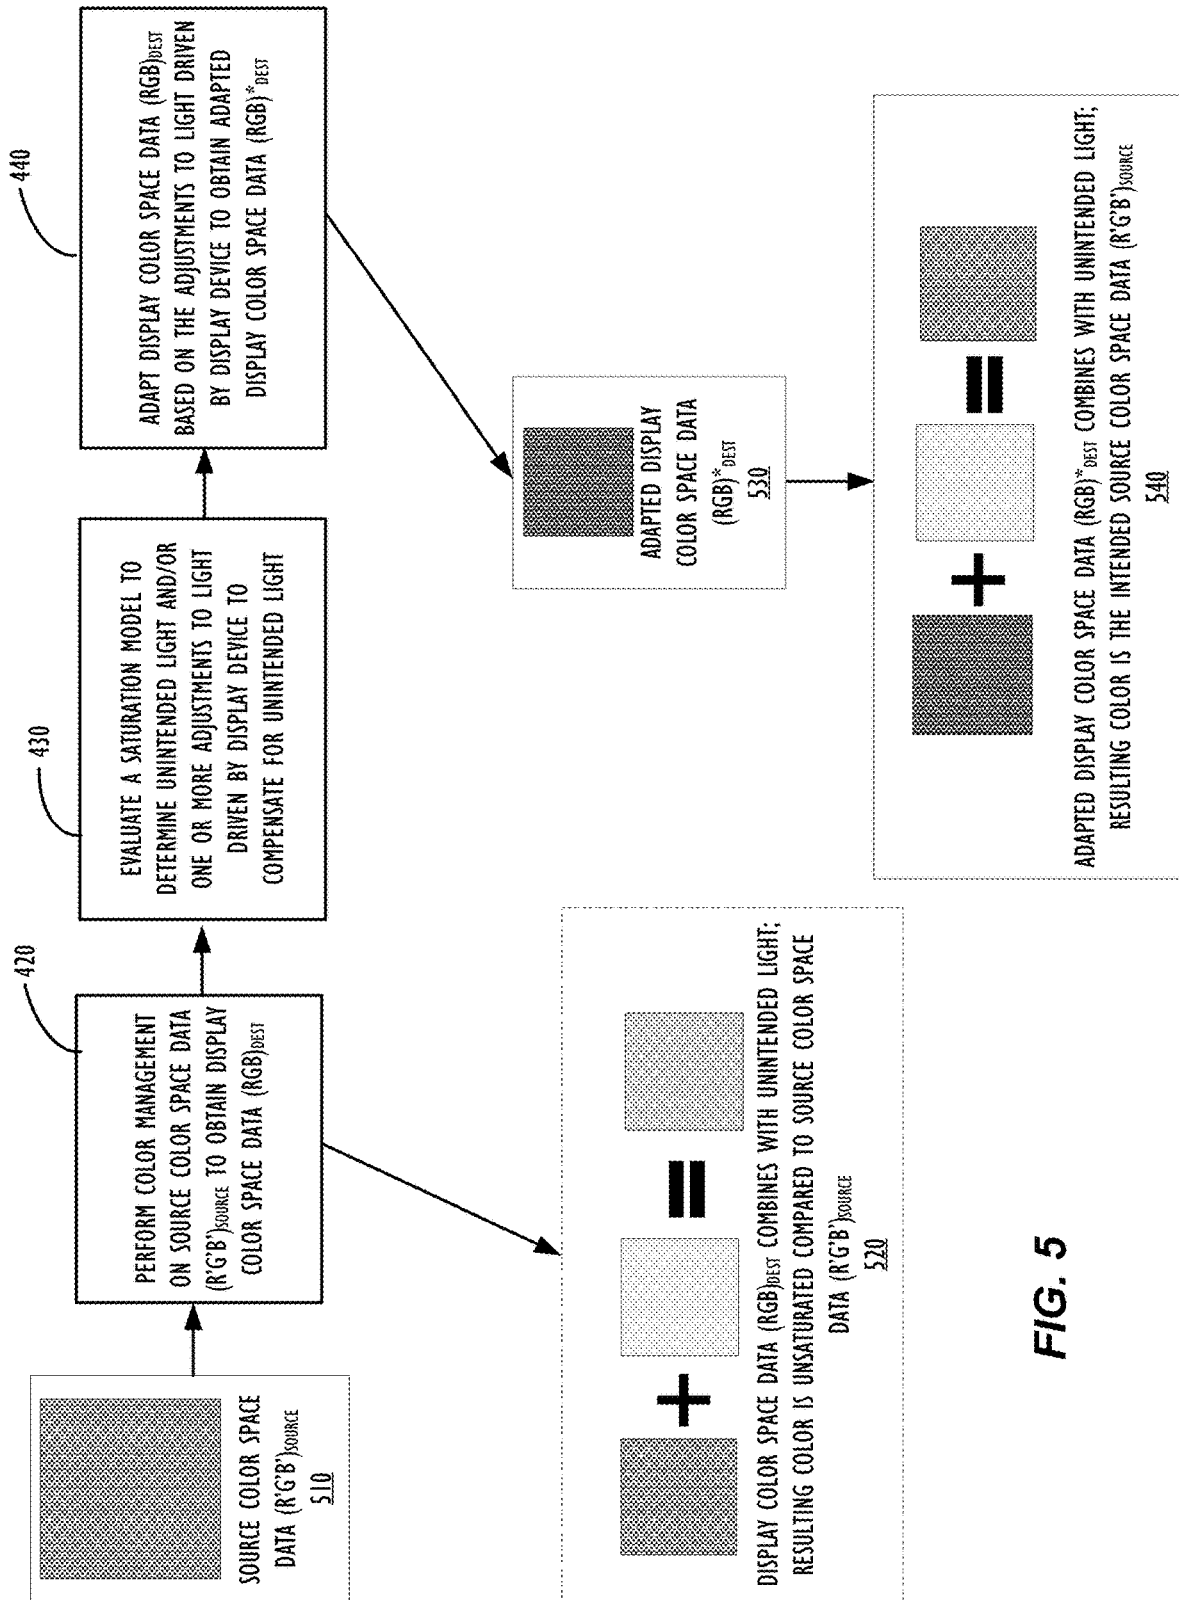 SOURCE COLOR SPACE
DATA (R'G'B')SOURCE
510
420
PERFORM COLOR MANAGEMENT
ON SOURCE COLOR SPACE DATA
(R'G'B')SOURCE TO OBTAIN DISPLAY
COLOR SPACE DATA (RGB)DEST
430
EVALUATE A SATURATION MODEL TO
DETERMINE UNINTENDED LIGHT AND/OR
ONE OR MORE ADJUSTMENTS TO LIGHT
DRIVEN BY DISPLAY DEVICE TO
COMPENSATE FOR UNINTENDED LIGHT
440
ADAPT DISPLAY COLOR SPACE DATA (RGB)DEST
BASED ON THE ADJUSTMENTS TO LIGHT DRIVEN
BY DISPLAY DEVICE TO OBTAIN ADAPTED
DISPLAY COLOR SPACE DATA (RGB)*DEST
+ =
DISPLAY COLOR SPACE DATA (RGB)DEST COMBINES WITH UNINTENDED LIGHT;
RESULTING COLOR IS UNSATURATED COMPARED TO SOURCE COLOR SPACE
DATA (R'G'B')SOURCE
520
ADAPTED DISPLAY
COLOR SPACE DATA
(RGB)*DEST
530
+ =
ADAPTED DISPLAY COLOR SPACE DATA (RGB)*DEST COMBINES WITH UNINTENDED LIGHT;
RESULTING COLOR IS THE INTENDED SOURCE COLOR SPACE DATA (R'G'B')SOURCE
540
FIG. 5